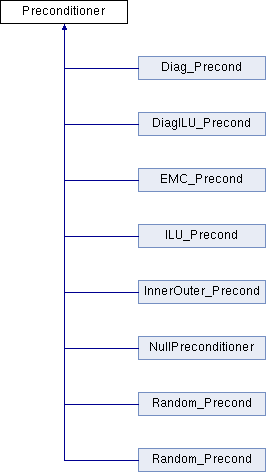 Preconditioner
Diag_Precond
DiagILU_Precond
EMC_Precond
ILU_Precond
InnerOuter_Precond
NullPreconditioner
Random_Precond
Random_Precond